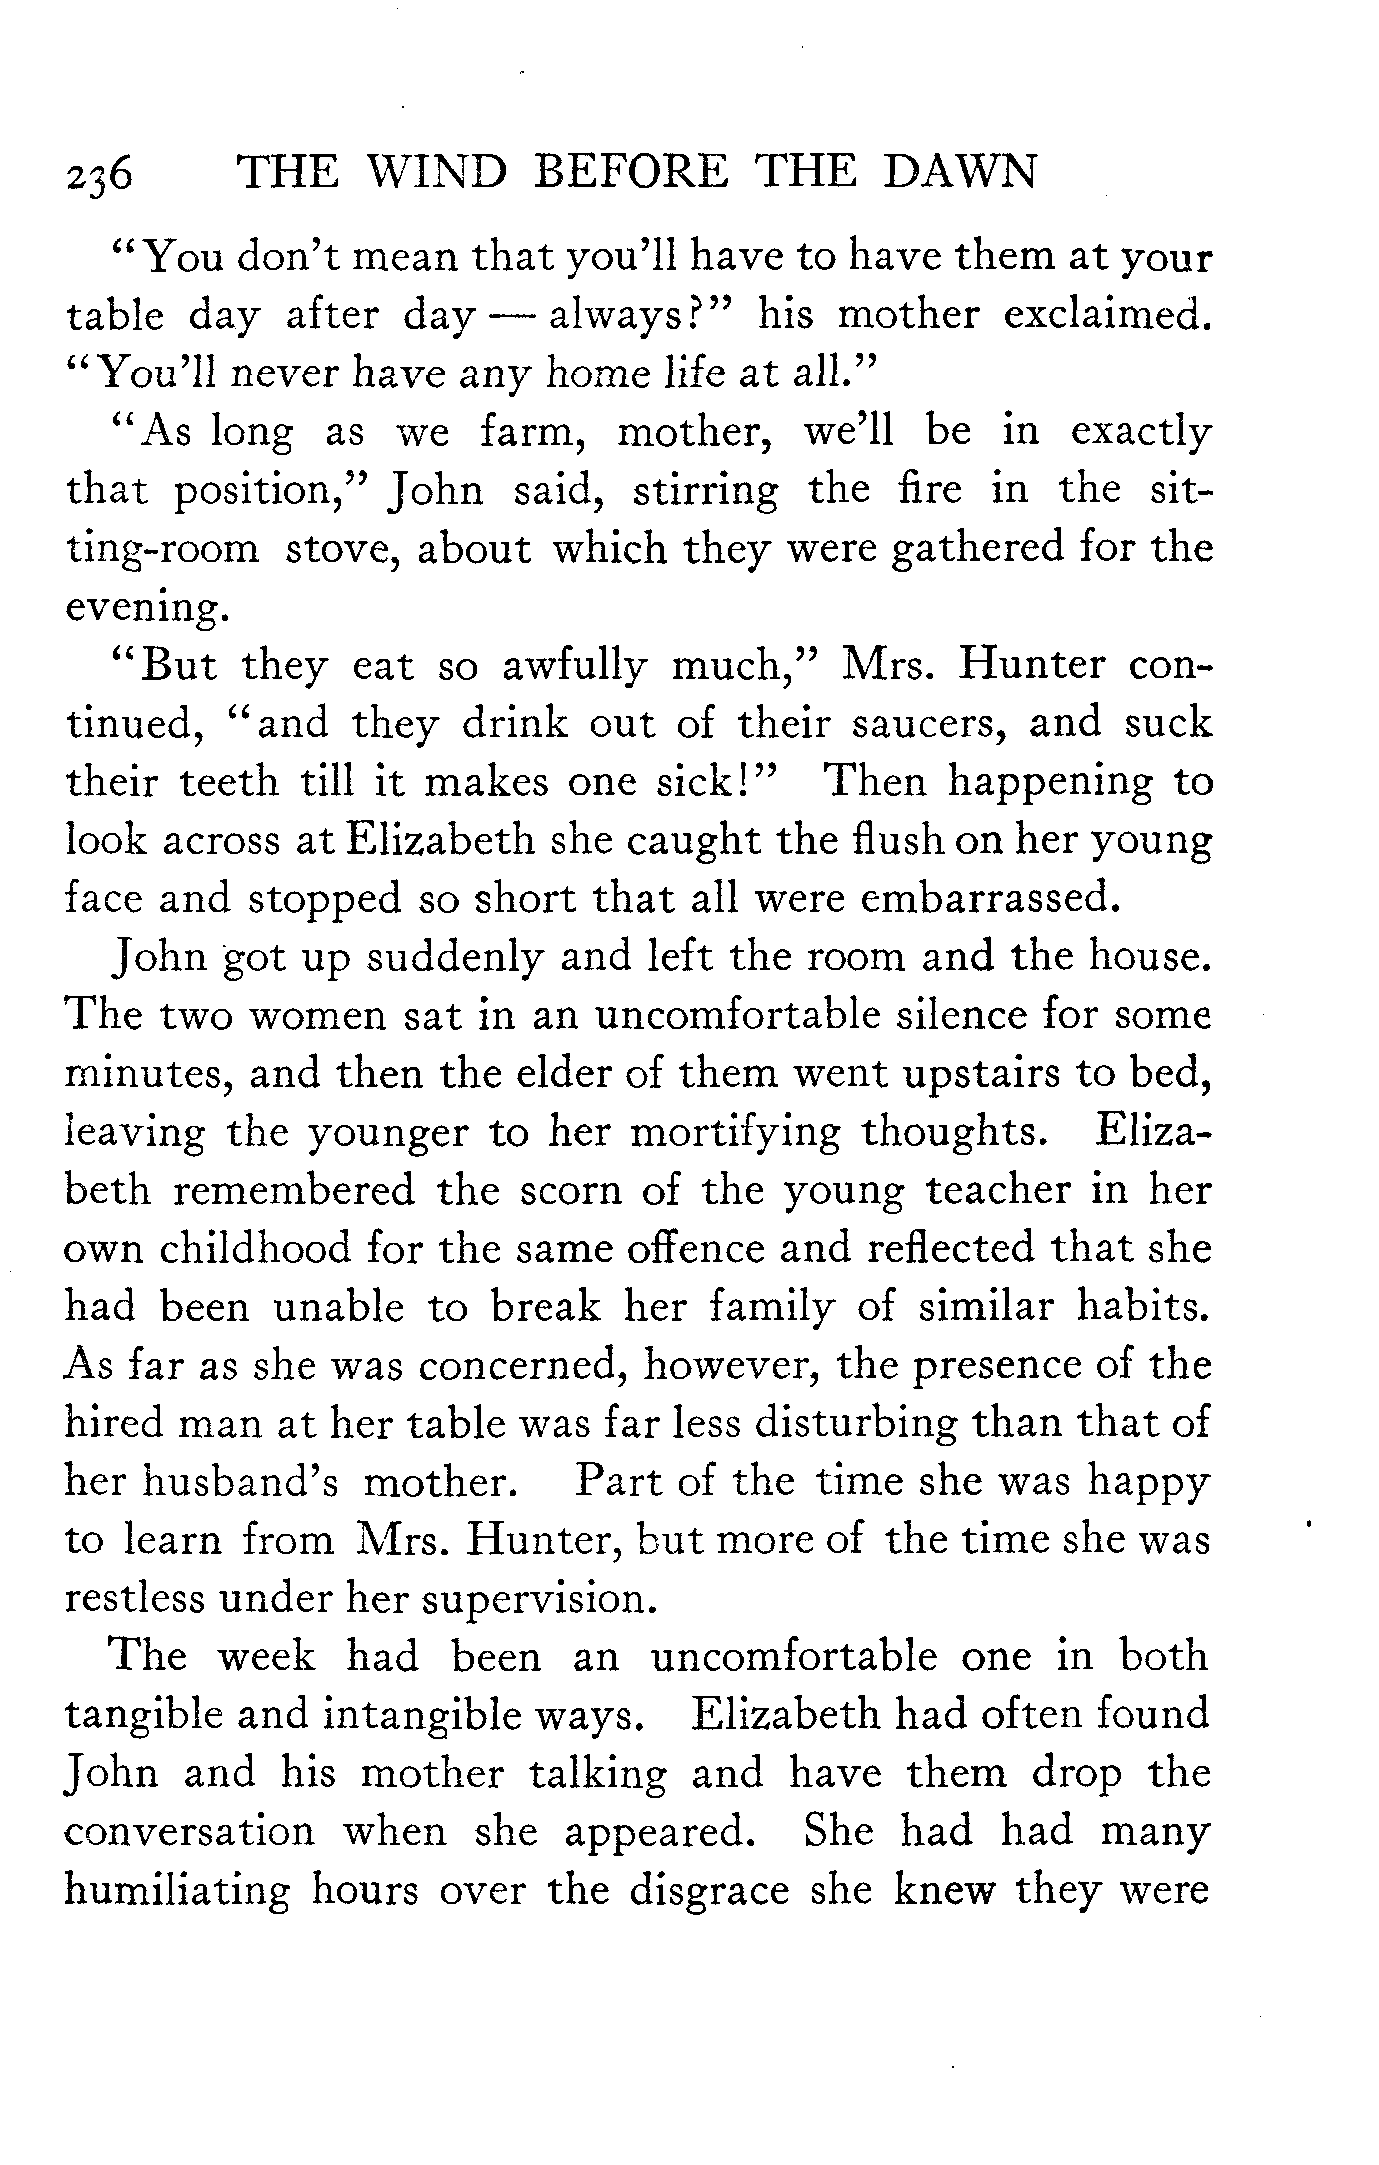 236 THE WIND BEFORE THE DAWN
“You don't mean that you'll have to have them at your
table day after day — always?” his mother exclaimed.
“You'll never have any home life at all.”
“As long as we farm, mother, we'll be in exactly
that position,” John said, stirring the fire in the sit-
ting-room stove, about which they were gathered for the
evening.
“But they eat so awfully much,” Mrs. Hunter con-
tinued, “and they drink out of their saucers, and suck
their teeth till it makes one sick!” Then happening to
look across at Elizabeth she caught the flush on her young
face and stopped so short that all were embarrassed.
John got up suddenly and left the room and the house.
The two women sat in an uncomfortable silence for some
minutes, and then the elder of them went upstairs to bed,
leaving the younger to her mortifying thoughts. Eliza-
beth remembered the scorn of the young teacher in her
own childhood for the same offence and reflected that she
had been unable to break her family of similar habits.
As far as she was concerned, however, the presence of the
hired man at her table was far less disturbing than that of
her husband's mother. Part of the time she was happy
to learn from Mrs. Hunter, but more of the time she was
restless under her supervision.
The week had been an uncomfortable one in both
tangible and intangible ways. Elizabeth had often found
John and his mother talking and have them drop the
conversation when she appeared. She had had many
humiliating hours over the disgrace she knew they were